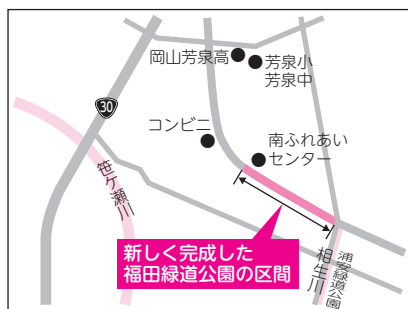 岡山芳泉高
芳泉小
芳泉中
30
コンビニ
南ふれあい
センター
笹ケ瀬川
新しく完成した
福田緑道公園の区間
相生川
浦安緑道公園